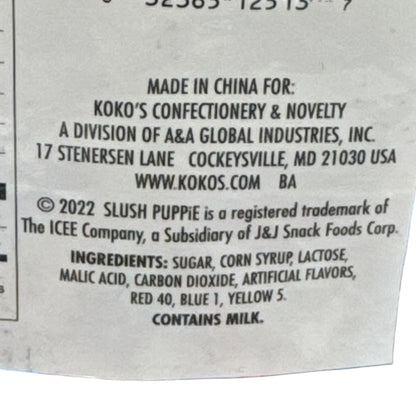 MADE IN CHINA FOR:
KOKO'S CONFECTIONERY & NOVELTY
A DIVISION OF A&A GLOBAL INDUSTRIES, INC.
17 STENERSEN LANE COCKEYSVILLE, MD 21030 USA
WWW.KOKOS.COM BA
© 2022 SLUSH PUPPiE is a registered trademark of
The ICEE Company, a Subsidiary of J&J Snack Foods Corp.
INGREDIENTS: SUGAR, CORN SYRUP, LACTOSE,
MALIC ACID, CARBON DIOXIDE, ARTIFICIAL FLAVORS,
RED 40, BLUE 1, YELLOW 5.
CONTAINS MILK.